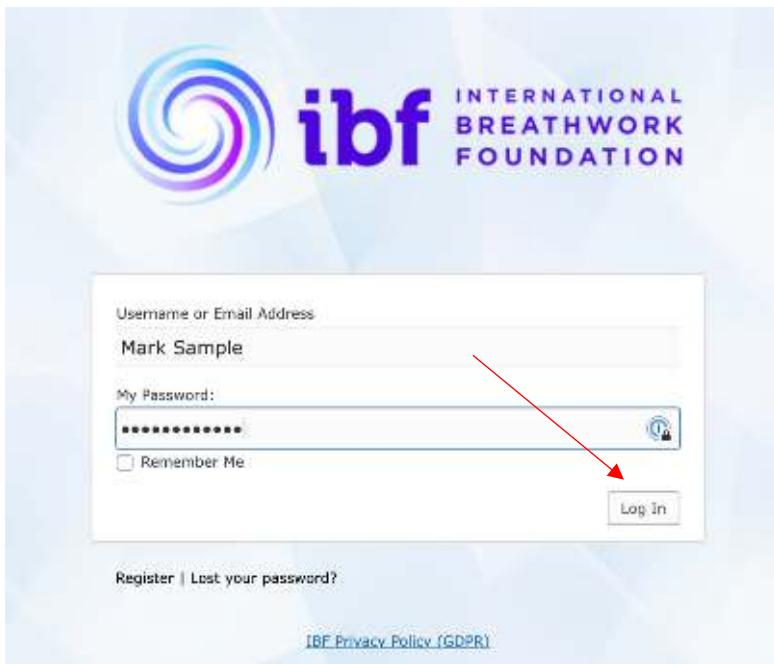 ibf
INTERNATIONAL
BREATHWORK
FOUNDATION
Username or Email Address
Mark Sample
My Password:
••••••••••••
Remember Me
Log In
Register | Lost your password?
IBF Privacy Policy (GDPR)